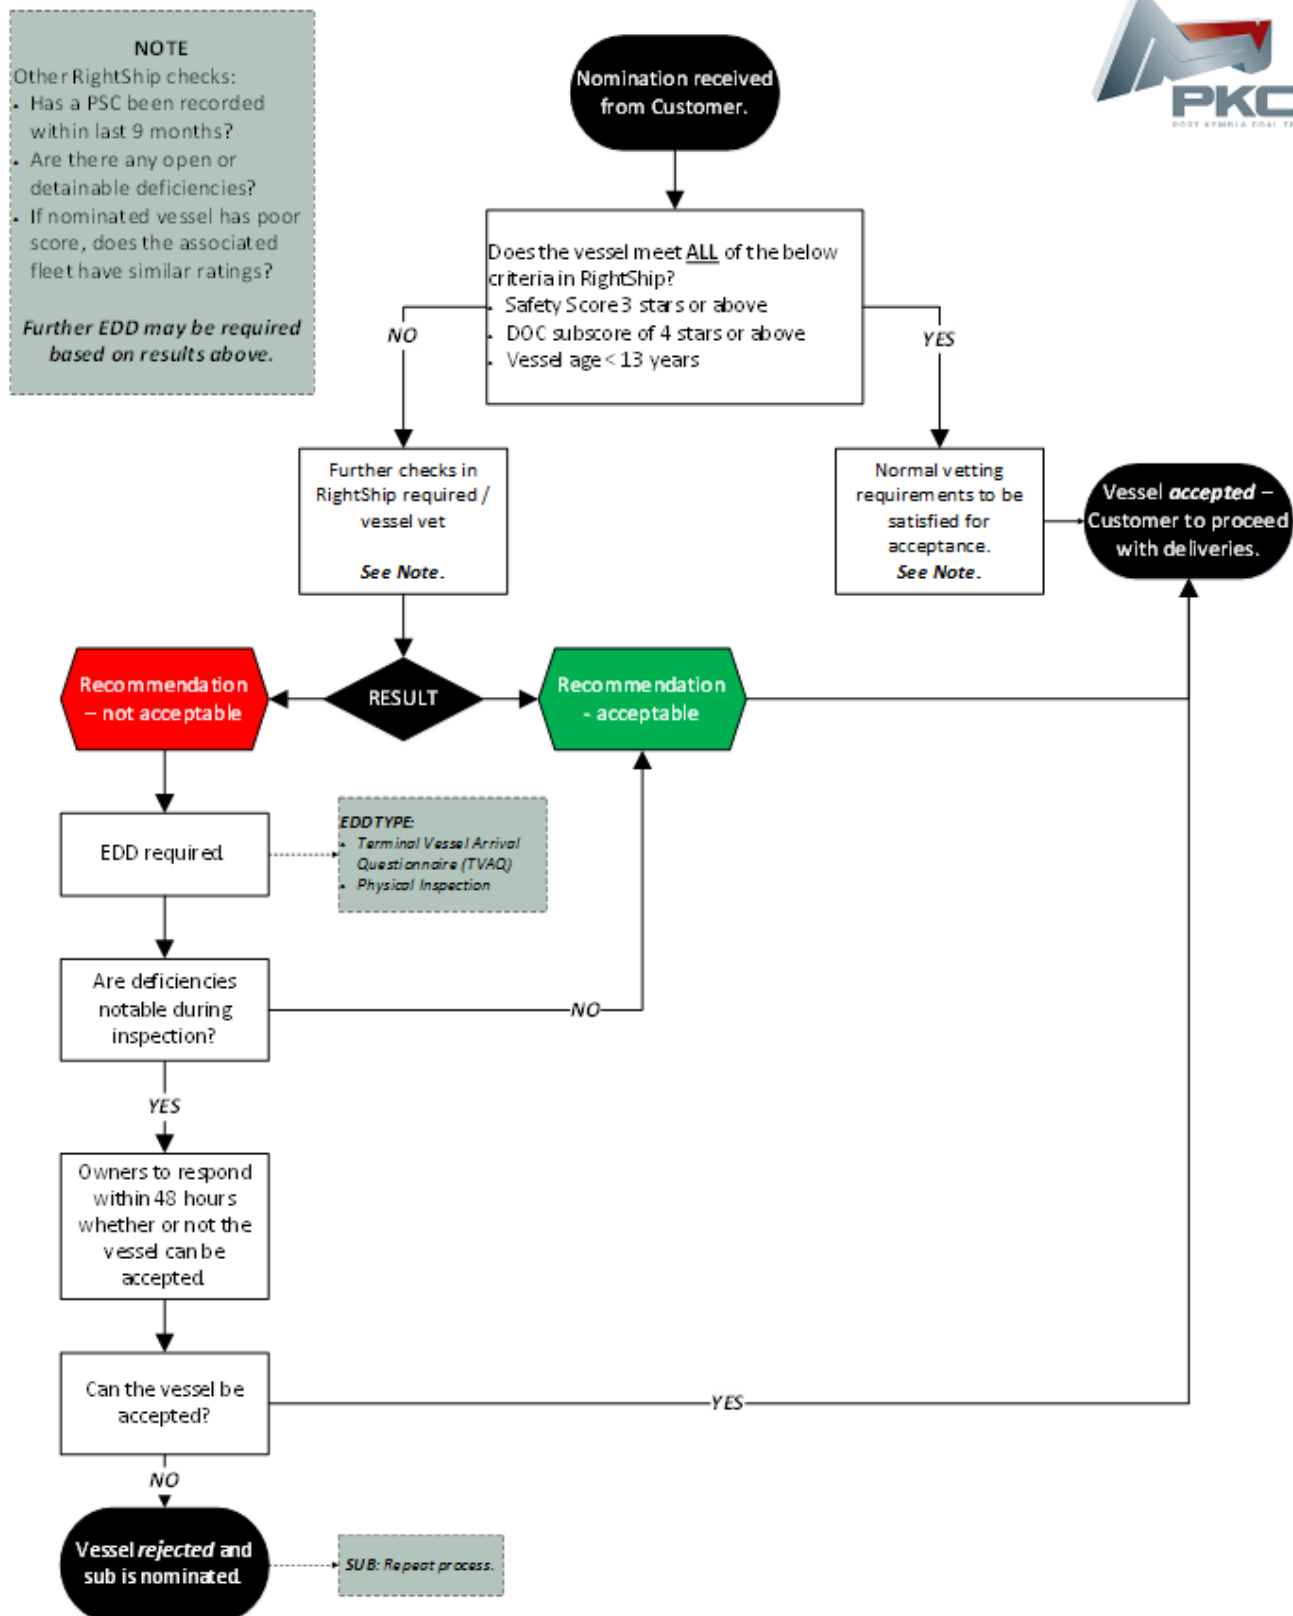 NOTE
Other RightShip checks:
• Has a PSC been recorded
within last 9 months?
• Are there any open or
detainable deficiencies?
• If nominated vessel has poor
score, does the associated
fleet have similar ratings?
Further EDD may be required
based on results above.
Nomination received
from Customer.
PKC
PORT KEMBLA COAL TE
Does the vessel meet ALL of the below
criteria in RightShip?
• Safety Score 3 stars or above
• DOC subscore of 4 stars or above
• Vessel age < 13 years
NO
YES
Further checks in
RightShip required /
vessel vet
See Note.
Normal vetting
requirements to be
satisfied for
acceptance.
See Note.
Vessel accepted –
Customer to proceed
with deliveries.
Recommendation
– not acceptable
RESULT
Recommendation
- acceptable
EDD required.
EDD TYPE:
• Terminal Vessel Arrival
Questionnaire (TVAQ)
• Physical Inspection
Are deficiencies
notable during
inspection?
NO
YES
Owners to respond
within 48 hours
whether or not the
vessel can be
accepted.
Can the vessel be
accepted?
YES
NO
Vessel rejected and
sub is nominated.
SUB: Repeat process.